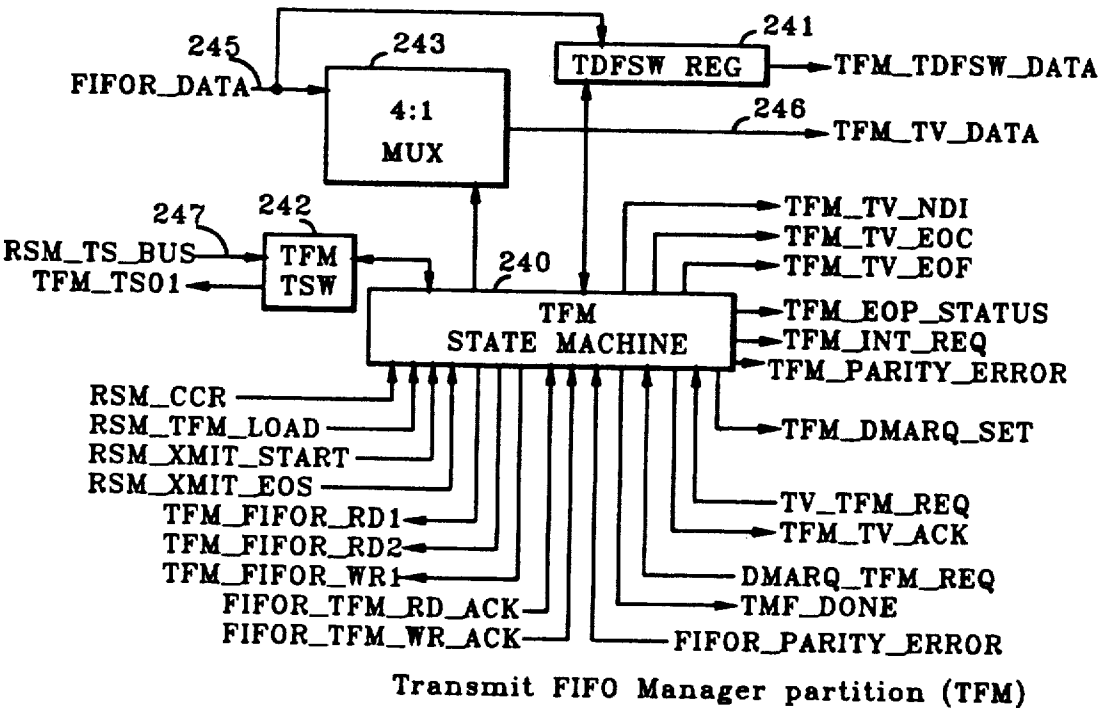 241
245
243
TDFSW REG
TFM_TDFSW_DATA
FIFOR_DATA
4:1
MUX
246
TFM_TV_DATA
247
242
TFM_TV_NDI
RSM_TS_BUS
TFM
TSW
240
TFM_TV_EOC
TFM_TS01
TFM_TV_EOF
TFM
STATE MACHINE
TFM_EOP_STATUS
TFM_INT_REQ
TFM_PARITY_ERROR
RSM_CCR
RSM_TFM_LOAD
TFM_DMARQ_SET
RSM_XMIT_START
RSM_XMIT_EOS
TV_TFM_REQ
TFM_FIFOR_RD1
TFM_TV_ACK
TFM_FIFOR_RD2
TFM_FIFOR_WR1
DMARQ_TFM_REQ
FIFOR_TFM_RD_ACK
TMF_DONE
FIFOR_TFM_WR_ACK
FIFOR_PARITY_ERROR
Transmit FIFO Manager partition (TFM)